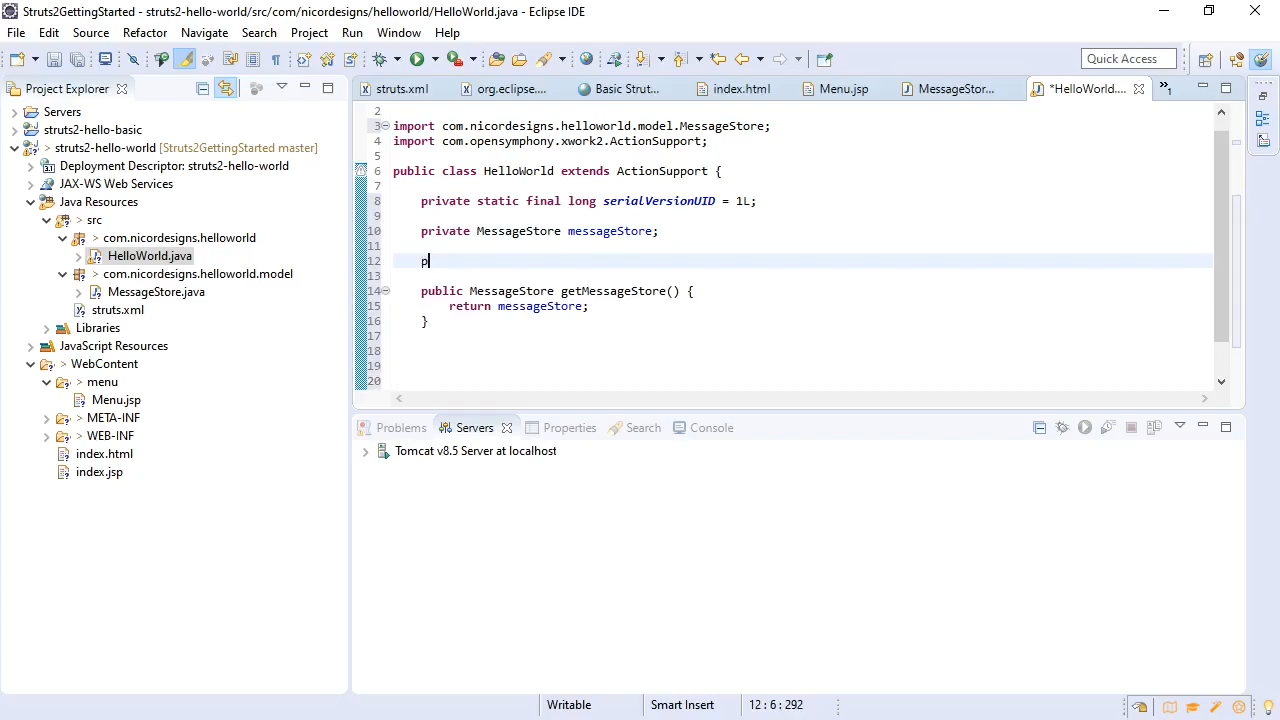 Struts2GettingStarted - struts2-hello-world/src/com/nicordesigns/helloworld/HelloWorld.java - Eclipse IDE
File Edit Source Refactor Navigate Search Project Run Window Help
Quick Access
Project Explorer
Servers
struts2-hello-basic
> struts2-hello-world [Struts2GettingStarted master]
Deployment Descriptor: struts2-hello-world
JAX-WS Web Services
Java Resources
> src
> com.nicordesigns.helloworld
HelloWorld.java
> com.nicordesigns.helloworld.model
MessageStore.java
struts.xml
Libraries
JavaScript Resources
> WebContent
> menu
Menu.jsp
> META-INF
> WEB-INF
index.html
index.jsp
struts.xml org.eclipse.... Basic Strut... index.html Menu.jsp MessageStor... *HelloWorld.... »1
2
3 import com.nicordesigns.helloworld.model.MessageStore;
4 import com.opensymphony.xwork2.ActionSupport;
5
6 public class HelloWorld extends ActionSupport {
7
8 private static final long serialVersionUID = 1L;
9
10 private MessageStore messageStore;
11
12 p
13
14 public MessageStore getMessageStore() {
15 return messageStore;
16 }
17
18
19
20
Problems Servers Properties Search Console
Tomcat v8.5 Server at localhost
Writable Smart Insert 12 : 6 : 292